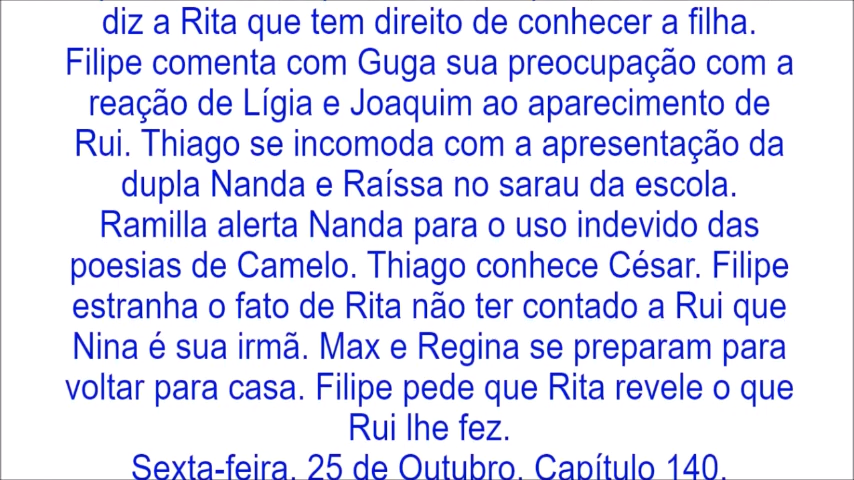 diz a Rita que tem direito de conhecer a filha.
Filipe comenta com Guga sua preocupação com a
reação de Lígia e Joaquim ao aparecimento de
Rui. Thiago se incomoda com a apresentação da
dupla Nanda e Raíssa no sarau da escola.
Ramilla alerta Nanda para o uso indevido das
poesias de Camelo. Thiago conhece César. Filipe
estranha o fato de Rita não ter contado a Rui que
Nina é sua irmã. Max e Regina se preparam para
voltar para casa. Filipe pede que Rita revele o que
Rui lhe fez.
Sexta-feira, 25 de Outubro, Capítulo 140.